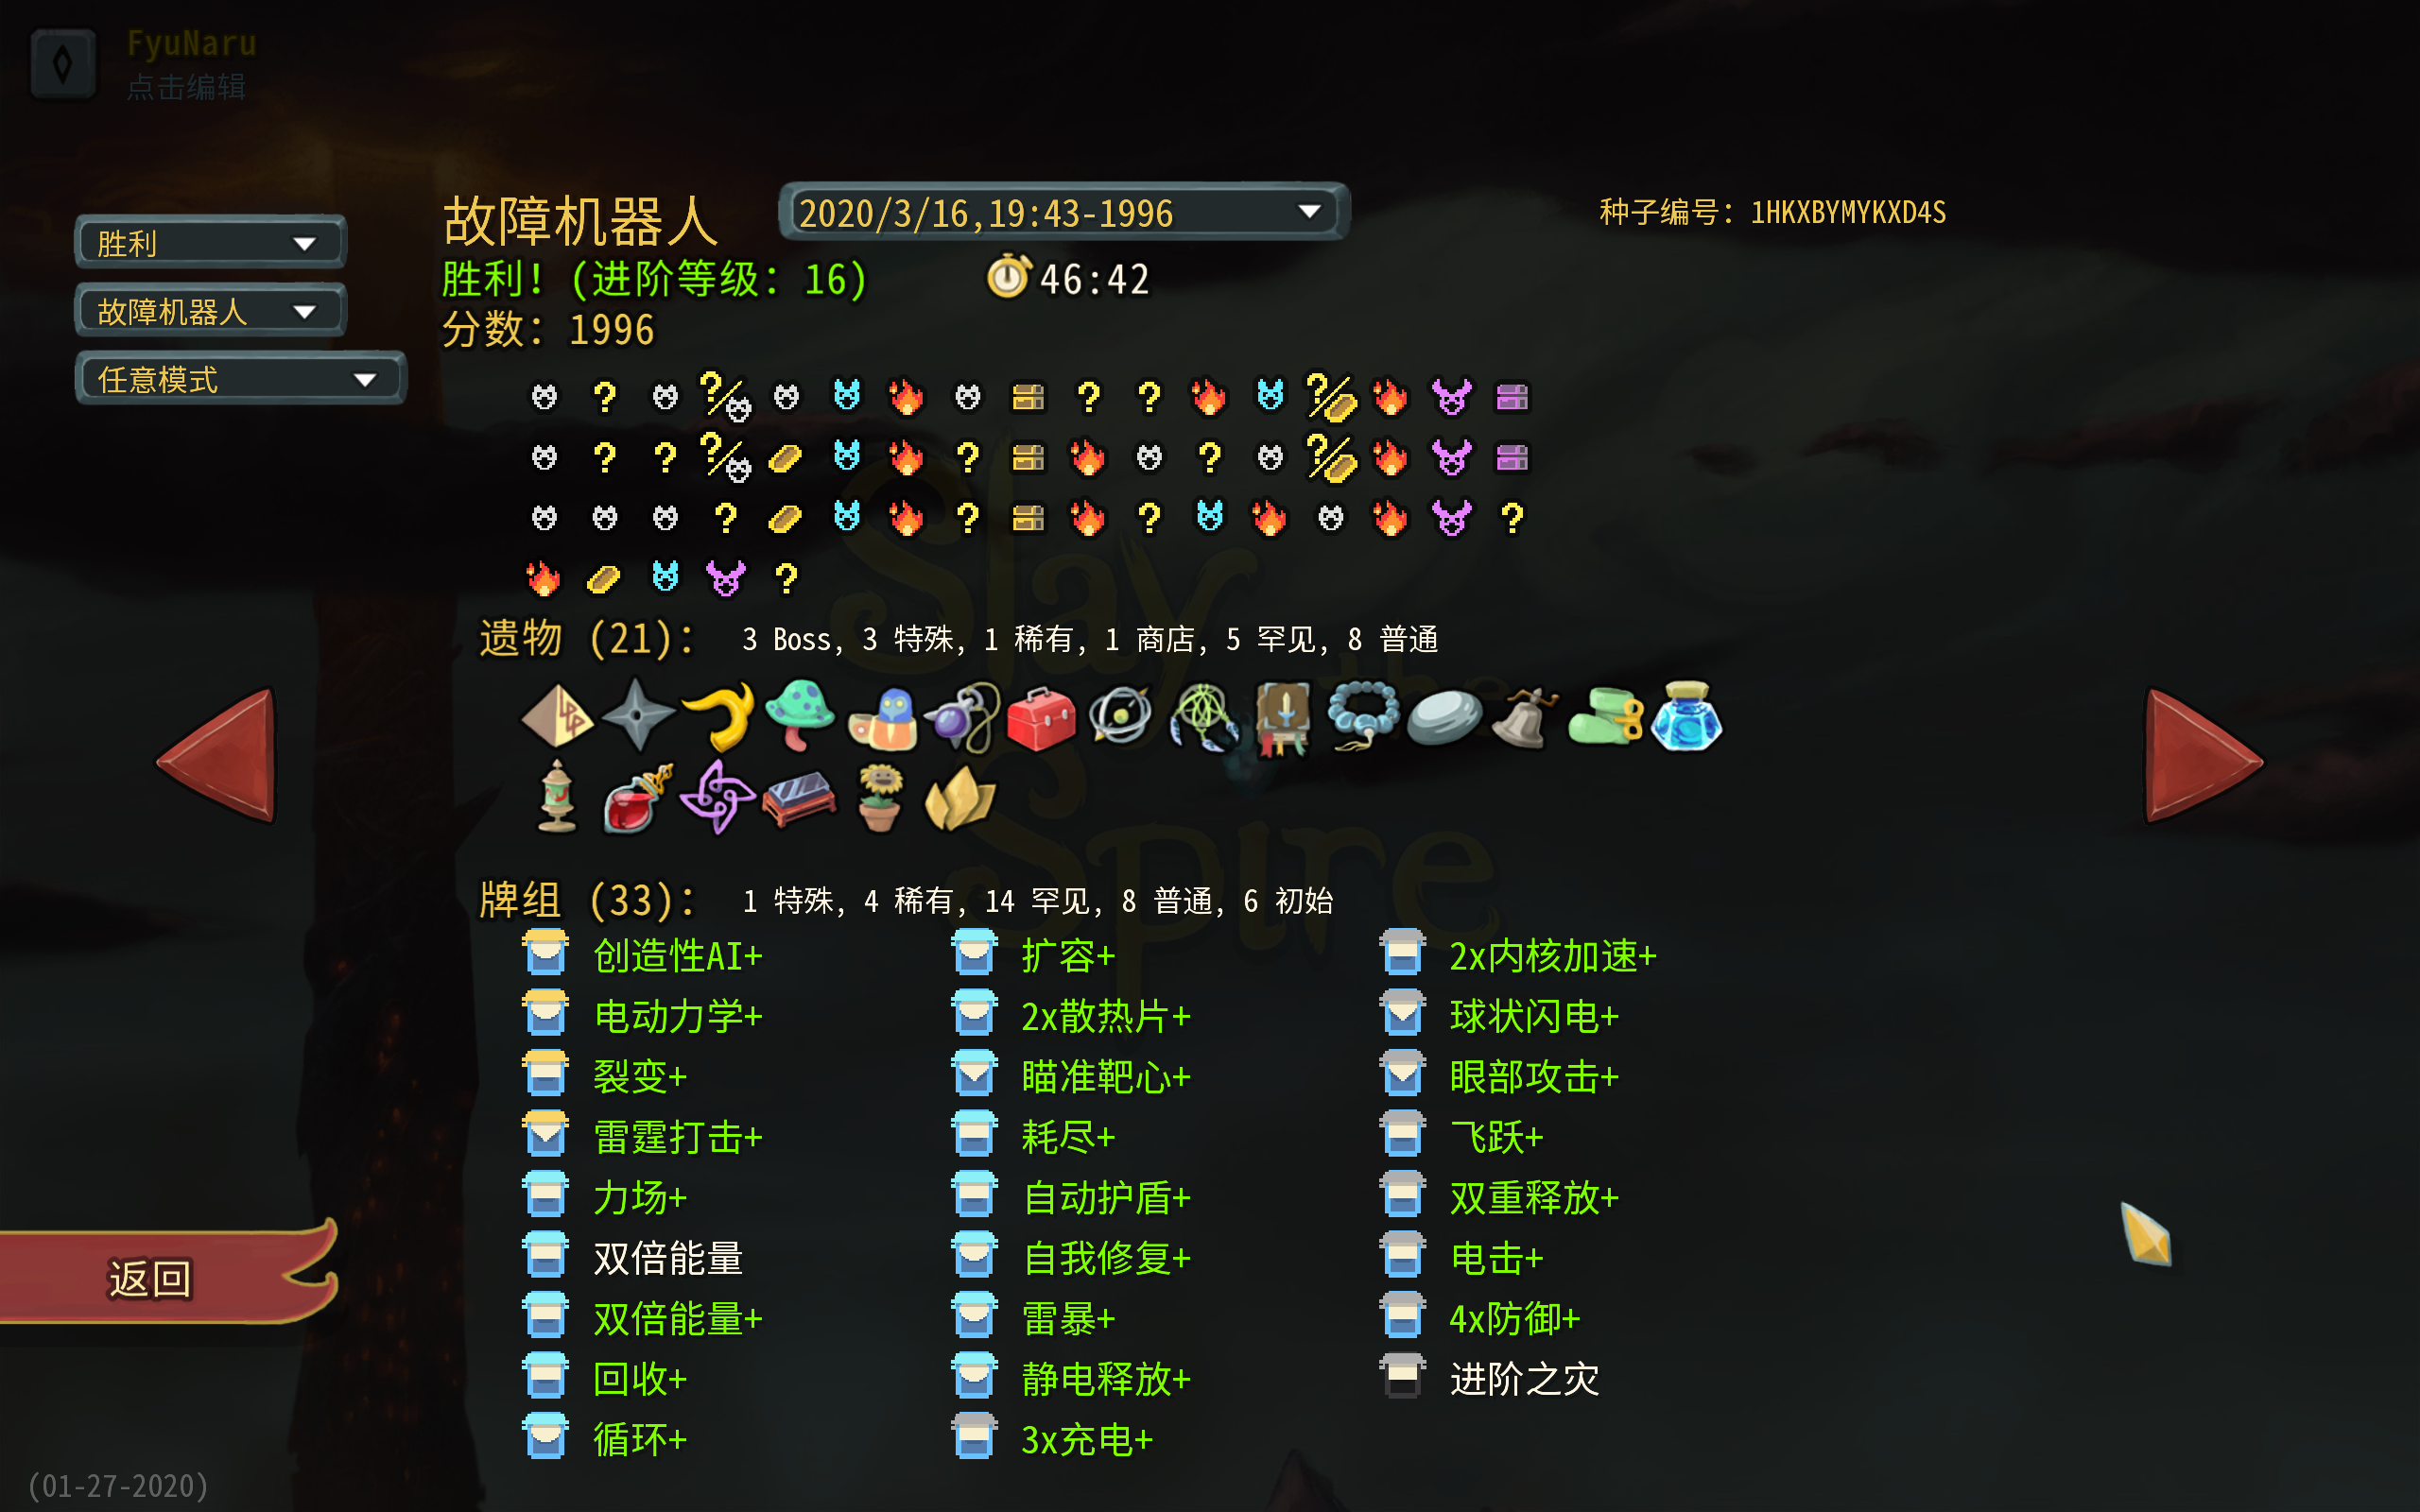 FyuNaru
点击编辑
故障机器人
2020/3/16,19:43-1996
种子编号: 1HKXBYMYKXD4S
胜利
胜利! (进阶等级: 16)
46:42
故障机器人
分数: 1996
任意模式
?
?/
?
?
?/
?
?
?/
?
?
?/
?
?
?
?
?
Slay
the
Spire
遗物 (21):
3 Boss, 3 特殊, 1 稀有, 1 商店, 5 罕见, 8 普通
牌组 (33):
1 特殊, 4 稀有, 14 罕见, 8 普通, 6 初始
创造性AI+
电动力学+
裂变+
雷霆打击+
力场+
双倍能量
双倍能量+
回收+
循环+
扩容+
2x散热片+
瞄准靶心+
耗尽+
自动护盾+
自我修复+
雷暴+
静电释放+
3x充电+
2x内核加速+
球状闪电+
眼部攻击+
飞跃+
双重释放+
电击+
4x防御+
进阶之灾
返回
(01-27-2020)